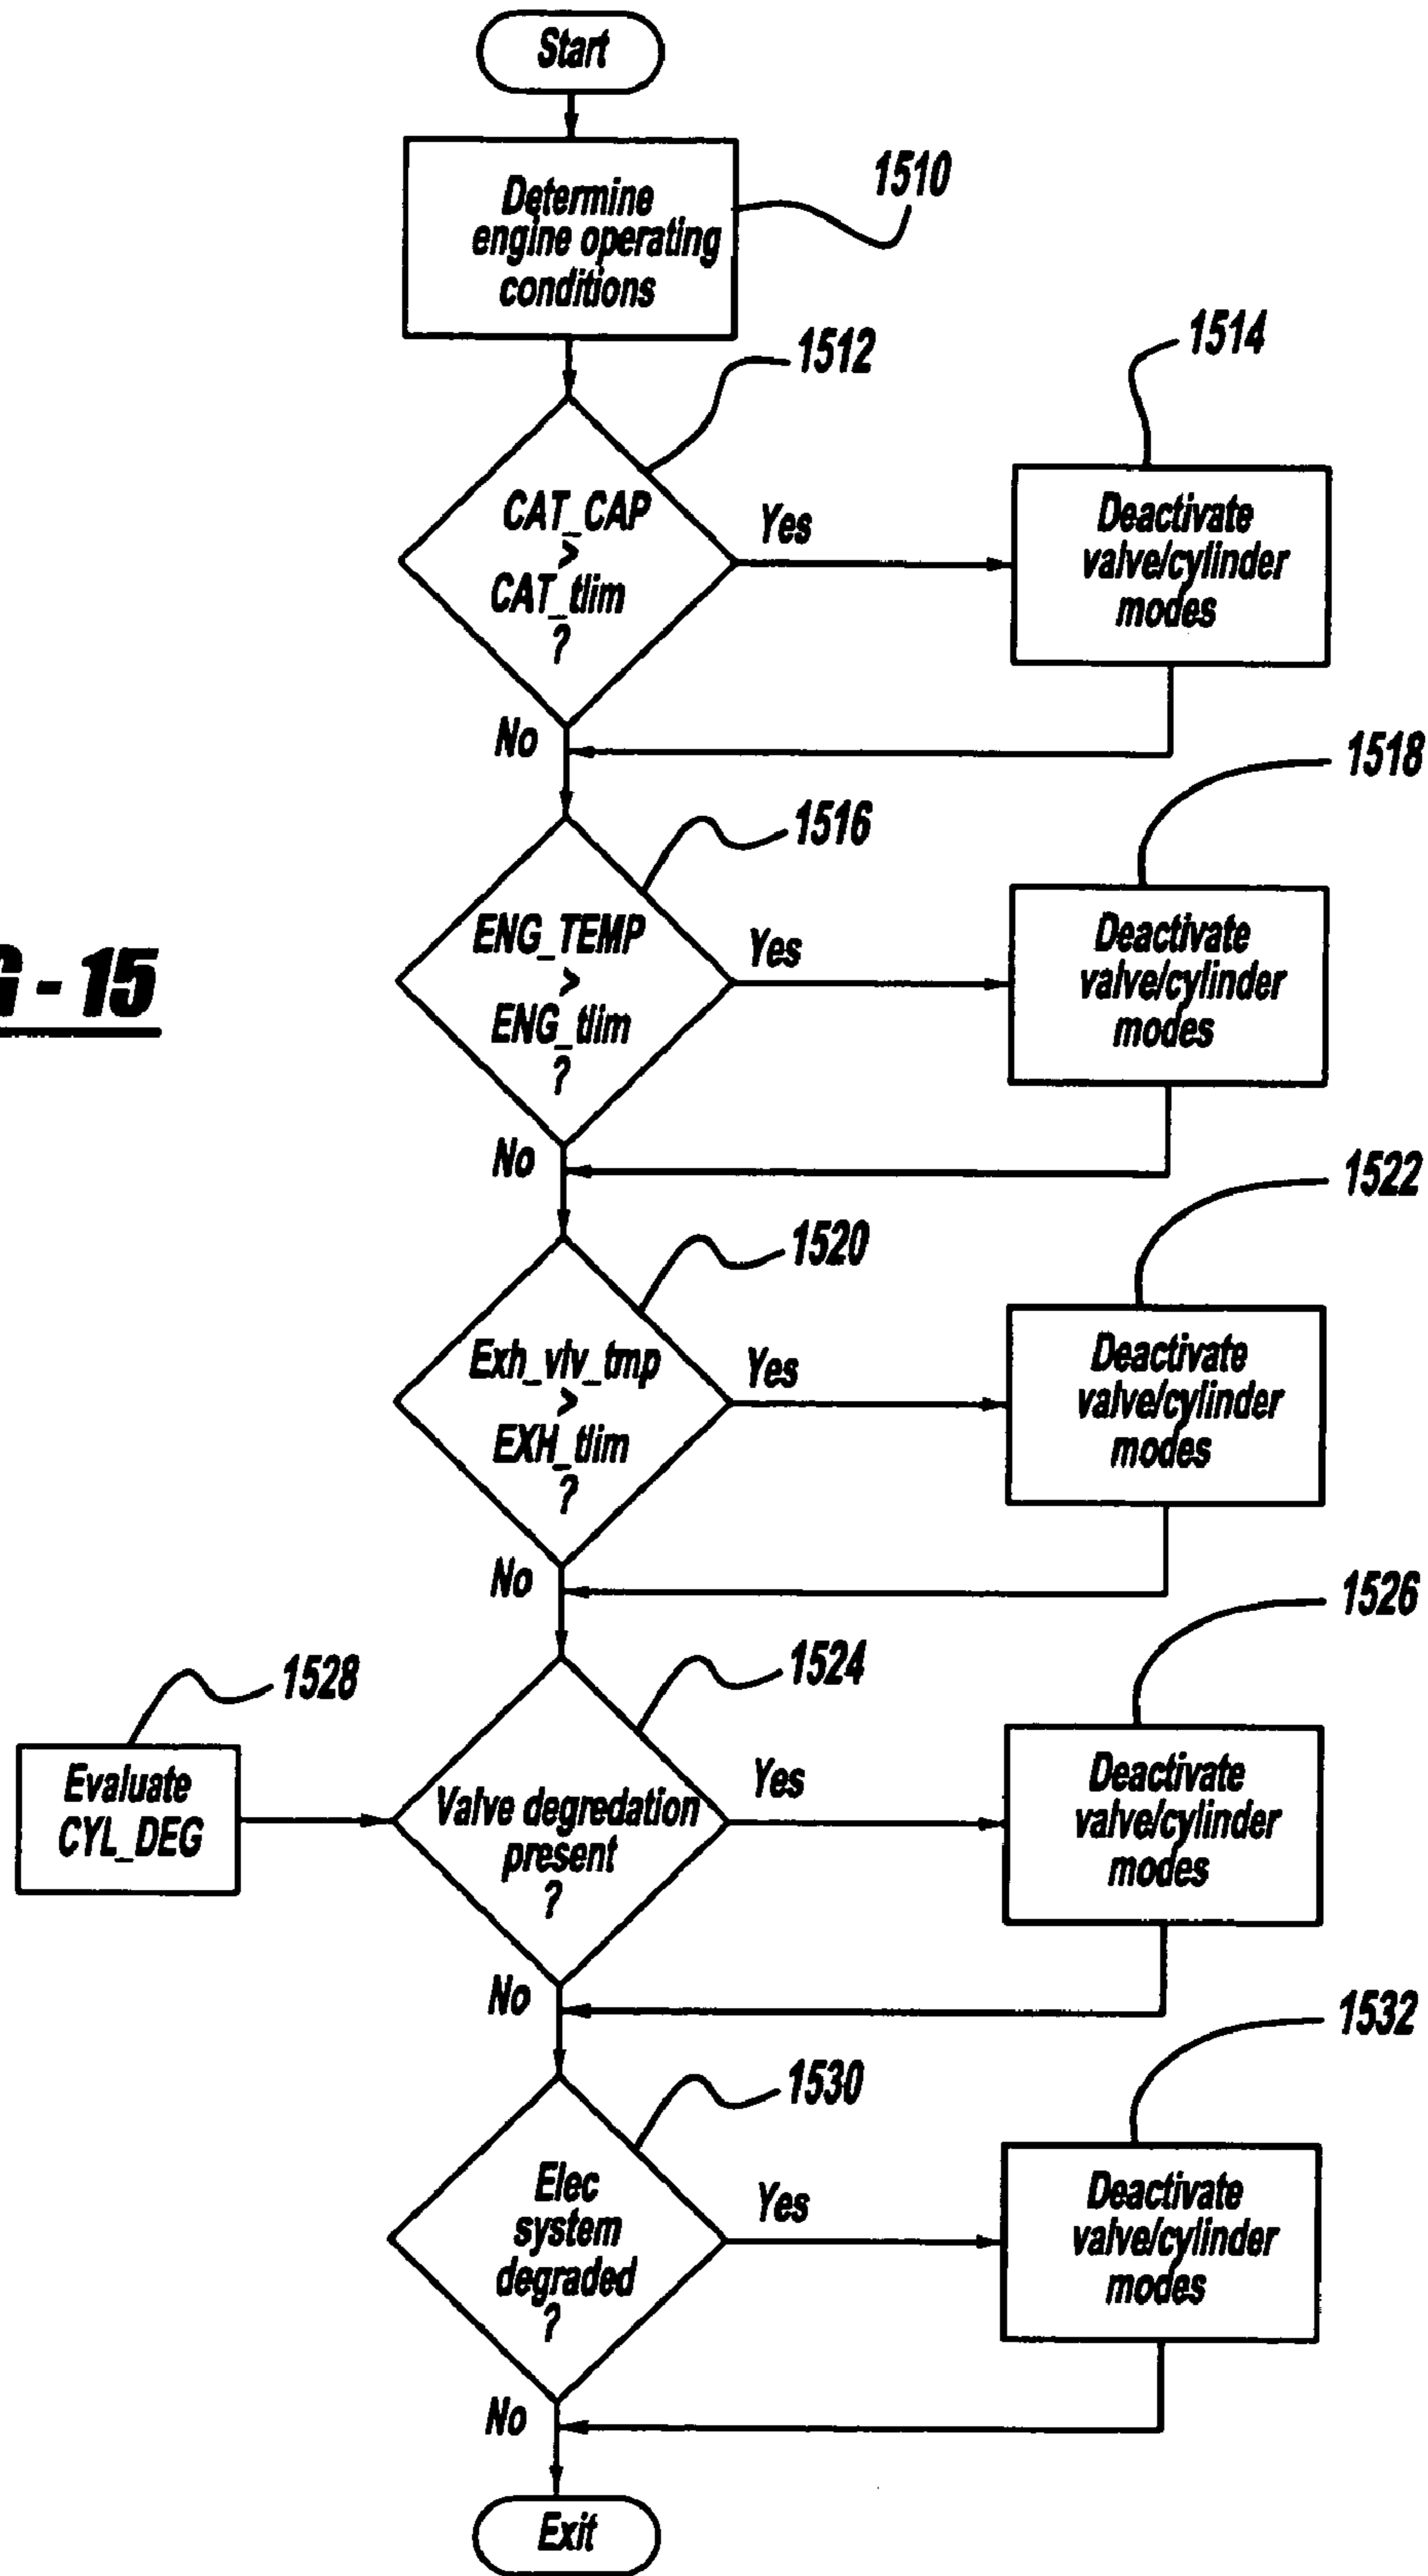 Start
Determine
engine operating
conditions
1510
1512
CAT_CAP
>
CAT_tlim
?
Yes
1514
Deactivate
valve/cylinder
modes
No
1516
ENG_TEMP
>
ENG_tlim
?
Yes
1518
Deactivate
valve/cylinder
modes
No
G - 15
1520
Exh_vlv_tmp
>
EXH_tlim
?
Yes
1522
Deactivate
valve/cylinder
modes
No
1528
Evaluate
CYL_DEG
1524
Valve degredation
present
?
Yes
1526
Deactivate
valve/cylinder
modes
No
1530
Elec
system
degraded
?
Yes
1532
Deactivate
valve/cylinder
modes
No
Exit